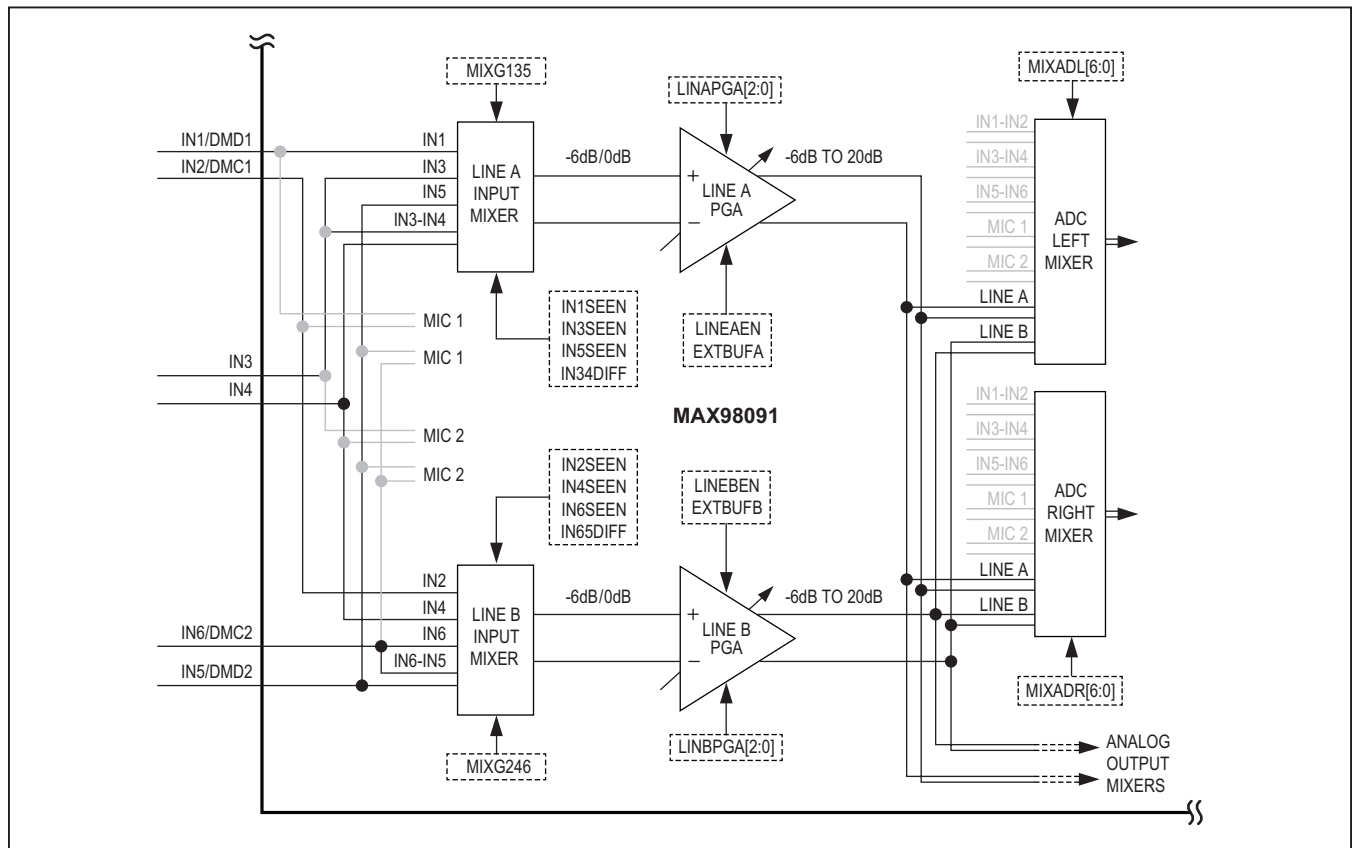 MIXG135
LINAPGA[2:0]
MIXADL[6:0]
IN1/DMD1
IN2/DMC1
IN1
IN3
IN5
IN3-IN4
LINE A
INPUT
MIXER
-6dB/0dB
+
−
LINE A
PGA
-6dB TO 20dB
IN1-IN2
IN3-IN4
IN5-IN6
MIC 1
MIC 2
LINE A
LINE B
ADC
LEFT
MIXER
IN1SEEN
IN3SEEN
IN5SEEN
IN34DIFF
LINEAEN
EXTBUFA
MIC 1
MIC 1
IN3
IN4
MAX98091
MIC 2
MIC 2
IN2SEEN
IN4SEEN
IN6SEEN
IN65DIFF
LINEBEN
EXTBUFB
IN1-IN2
IN3-IN4
IN5-IN6
MIC 1
MIC 2
LINE A
LINE B
ADC
RIGHT
MIXER
IN6/DMC2
IN5/DMD2
IN2
IN4
IN6
IN6-IN5
LINE B
INPUT
MIXER
-6dB/0dB
+
−
LINE B
PGA
-6dB TO 20dB
MIXG246
LINBPGA[2:0]
MIXADR[6:0]
ANALOG
OUTPUT
MIXERS